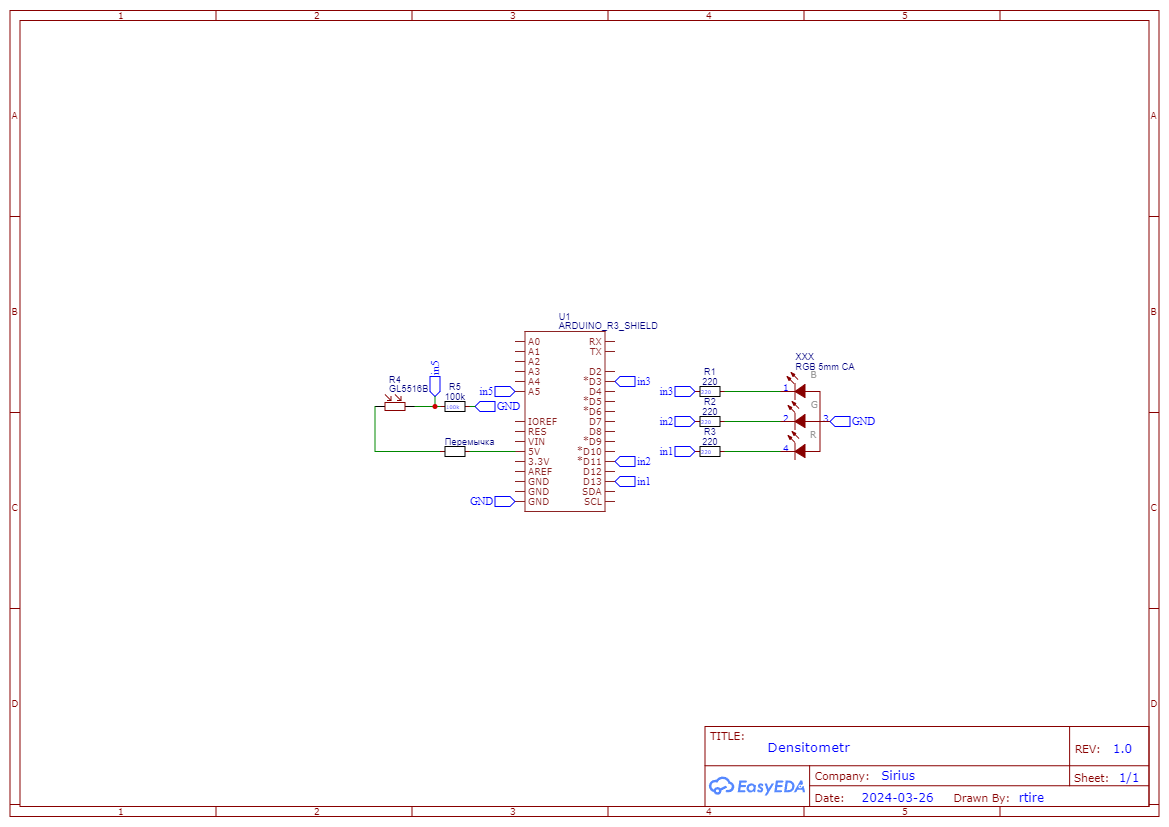 1 2 3 4 5
A A
B B
C C
D D
U1
ARDUINO_R3_SHIELD
A0 RX
A1 TX
A2
A3 D2
A4 *D3 in3
in5 A5 D4
*D5
*D6
IOREF D7
RES D8
VIN *D9
5V *D10
3.3V *D11 in2
AREF D12
GND D13 in1
GND SDA
GND GND SCL
in5
R4
GL5516B
R5
100k
100k
GND
Перемычка
R1
220
in3 220 1
R2
220
in2 220 2
R3
220
in1 220 4
XXX
RGB 5mm CA
B
G
R
3 GND
TITLE:
Densitometr
REV: 1.0
EasyEDA
Company: Sirius
Sheet: 1/1
Date: 2024-03-26 Drawn By: rtire
1 2 3 4 5